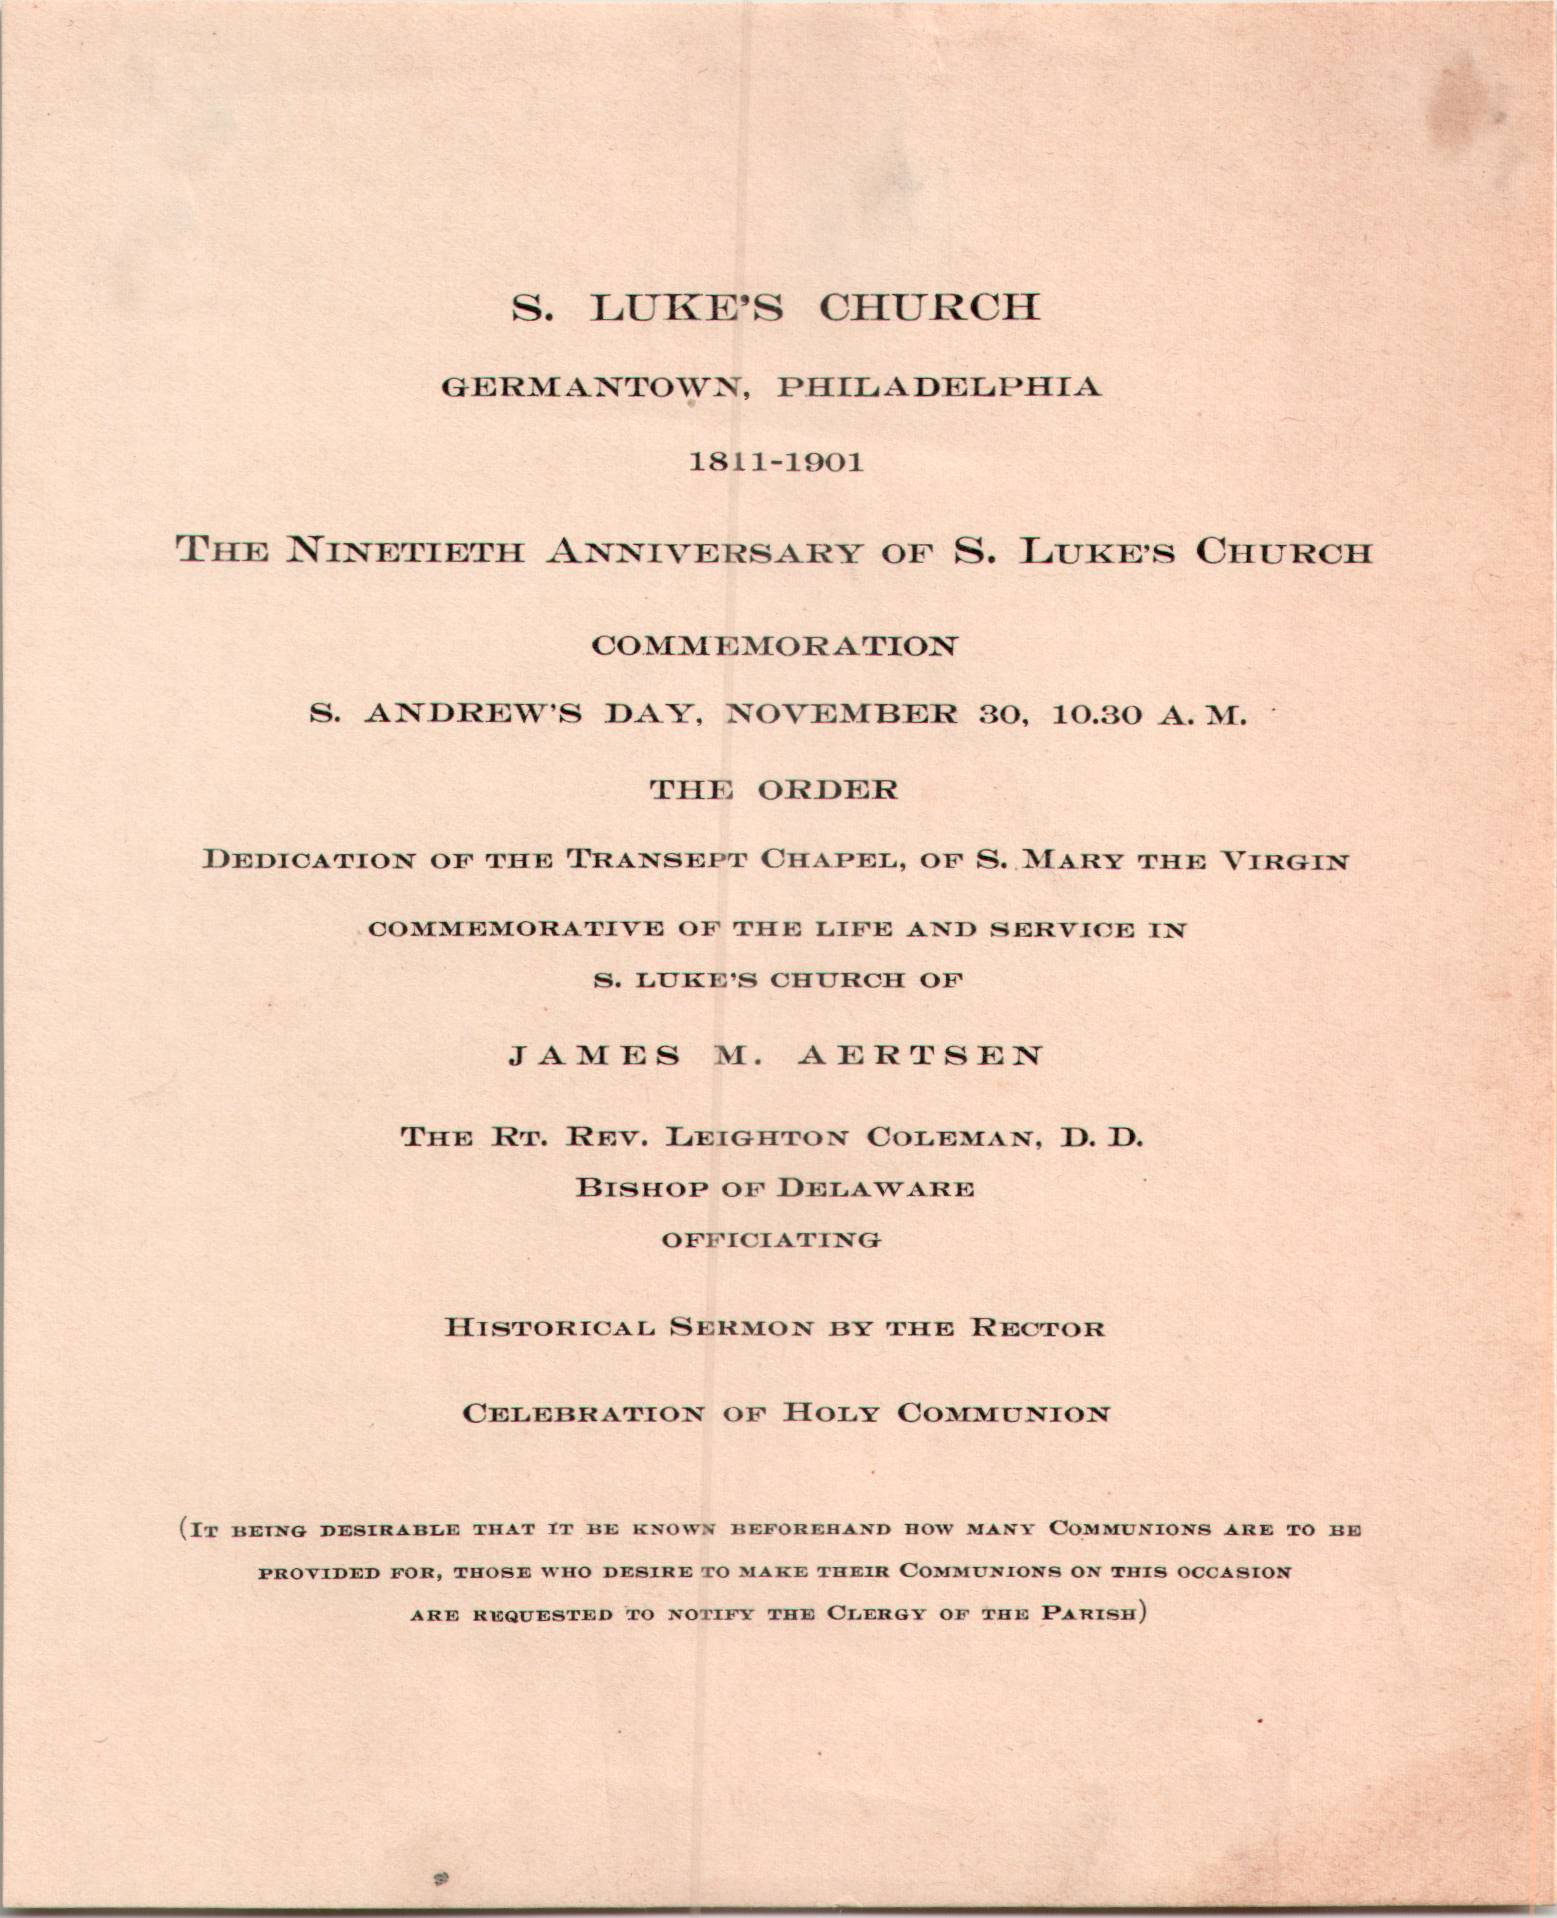 S. LUKE'S CHURCH
GERMANTOWN, PHILADELPHIA
1811-1901
THE NINETIETH ANNIVERSARY OF S. LUKE'S CHURCH
COMMEMORATION
S. ANDREW'S DAY, NOVEMBER 30, 10.30 A. M.
THE ORDER
DEDICATION OF THE TRANSEPT CHAPEL, OF S. MARY THE VIRGIN
COMMEMORATIVE OF THE LIFE AND SERVICE IN
S. LUKE'S CHURCH OF
JAMES M. AERTSEN
THE RT. REV. LEIGHTON COLEMAN, D. D.
BISHOP OF DELAWARE
OFFICIATING
HISTORICAL SERMON BY THE RECTOR
CELEBRATION OF HOLY COMMUNION
(IT BEING DESIRABLE THAT IT BE KNOWN BEFOREHAND HOW MANY COMMUNIONS ARE TO BE
PROVIDED FOR, THOSE WHO DESIRE TO MAKE THEIR COMMUNIONS ON THIS OCCASION
ARE REQUESTED TO NOTIFY THE CLERGY OF THE PARISH)